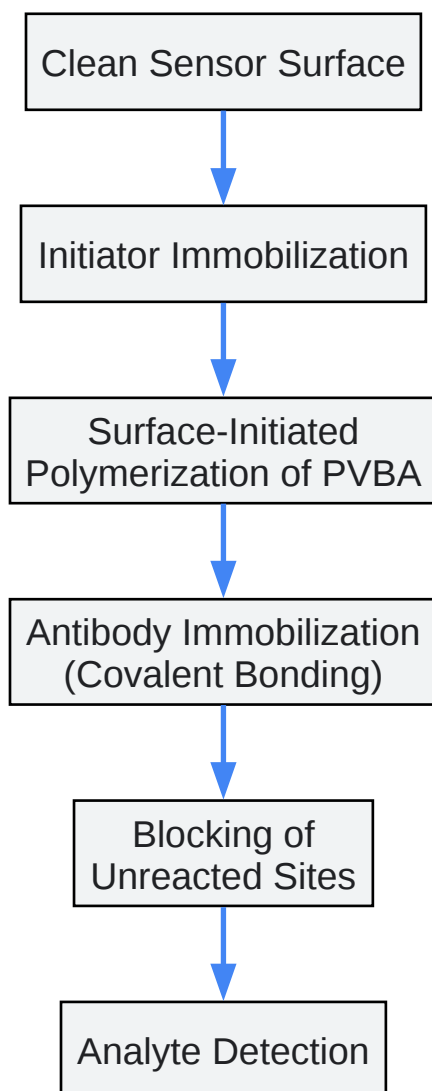 Clean Sensor Surface
Initiator Immobilization
Surface-Initiated
Polymerization of PVBA
Antibody Immobilization
(Covalent Bonding)
Blocking of
Unreacted Sites
Analyte Detection